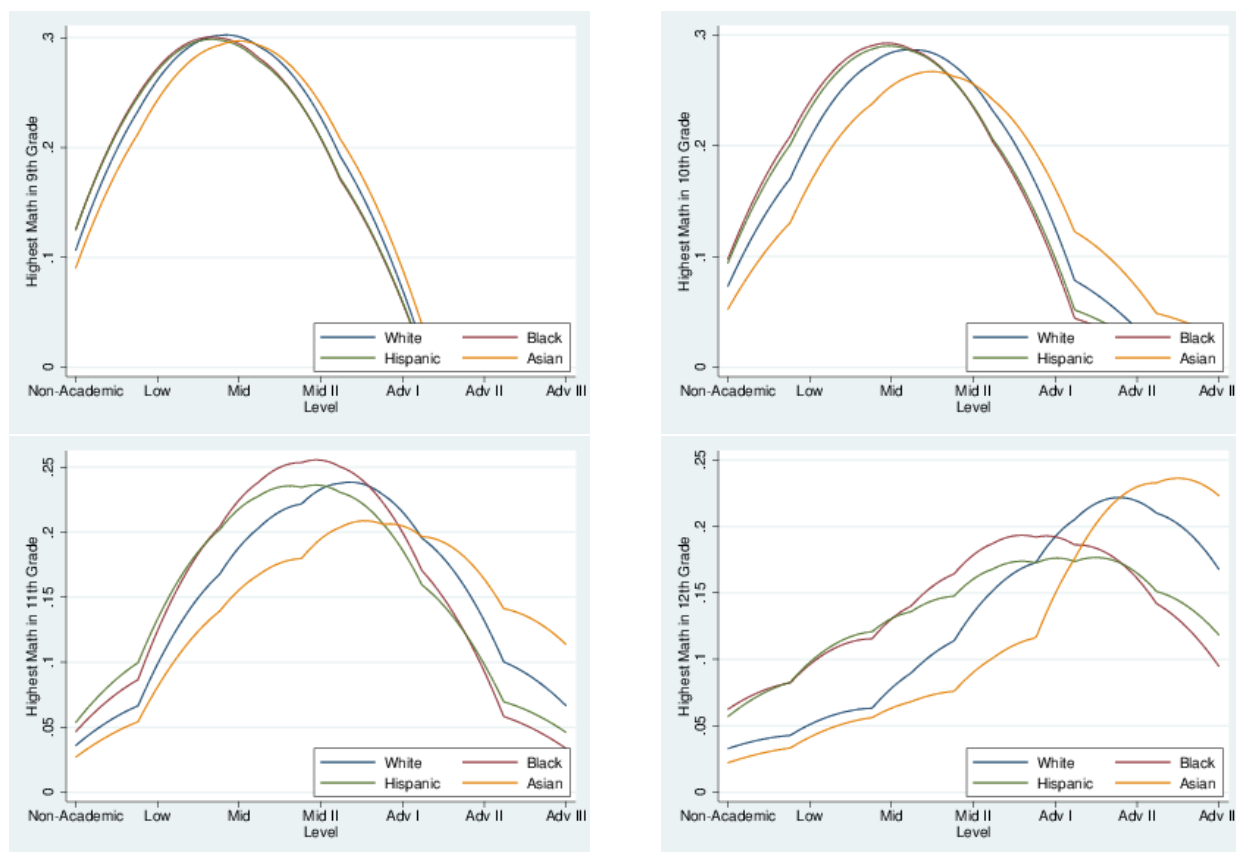 Highest Math in 9th Grade
.3
.2
.1
0
Non-Academic Low Mid Mid II Adv I Adv II Adv III
Level
White Black
Hispanic Asian
Highest Math in 10th Grade
.3
.2
.1
0
Non-Academic Low Mid Mid II Adv I Adv II Adv II
Level
White Black
Hispanic Asian
Highest Math in 11th Grade
.25
.2
.15
.1
.05
0
Non-Academic Low Mid Mid II Adv I Adv II Adv III
Level
White Black
Hispanic Asian
Highest Math in 12th Grade
.25
.2
.15
.1
.05
0
Non-Academic Low Mid Mid II Adv I Adv II Adv II
Level
White Black
Hispanic Asian